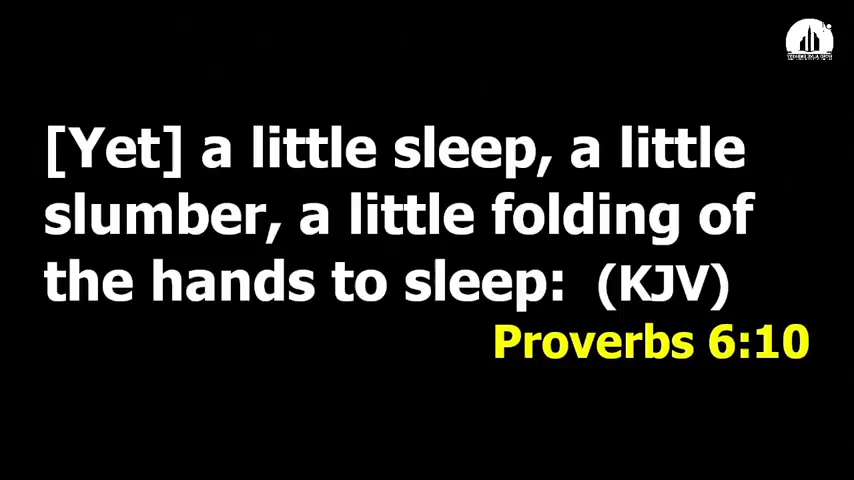 [Yet] a little sleep, a little
slumber, a little folding of
the hands to sleep: (KJV)
Proverbs 6:10